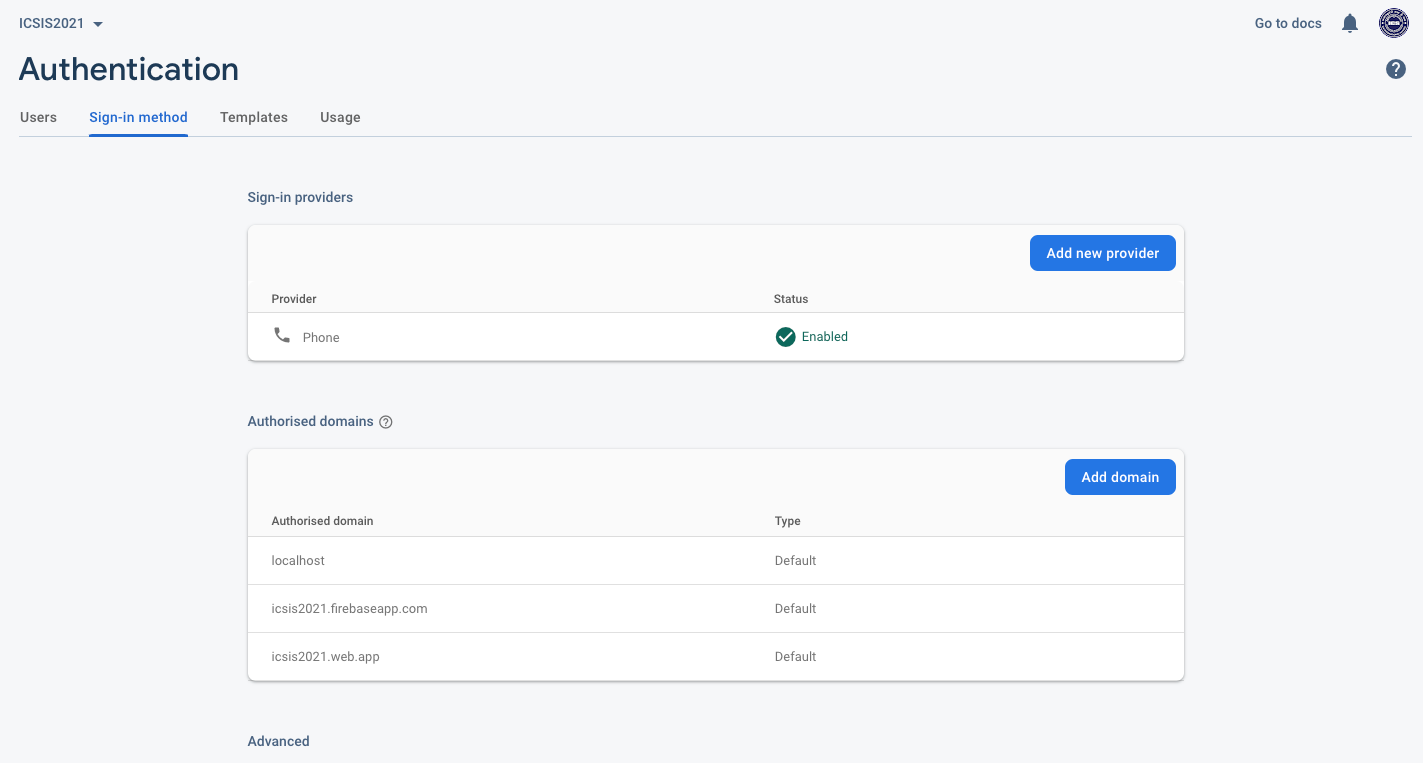 ICSIS2021
Go to docs
Authentication
Users Sign-in method Templates Usage
Sign-in providers
Add new provider
Provider Status
Phone Enabled
Authorised domains
Add domain
Authorised domain Type
localhost Default
icsis2021.firebaseapp.com Default
icsis2021.web.app Default
Advanced